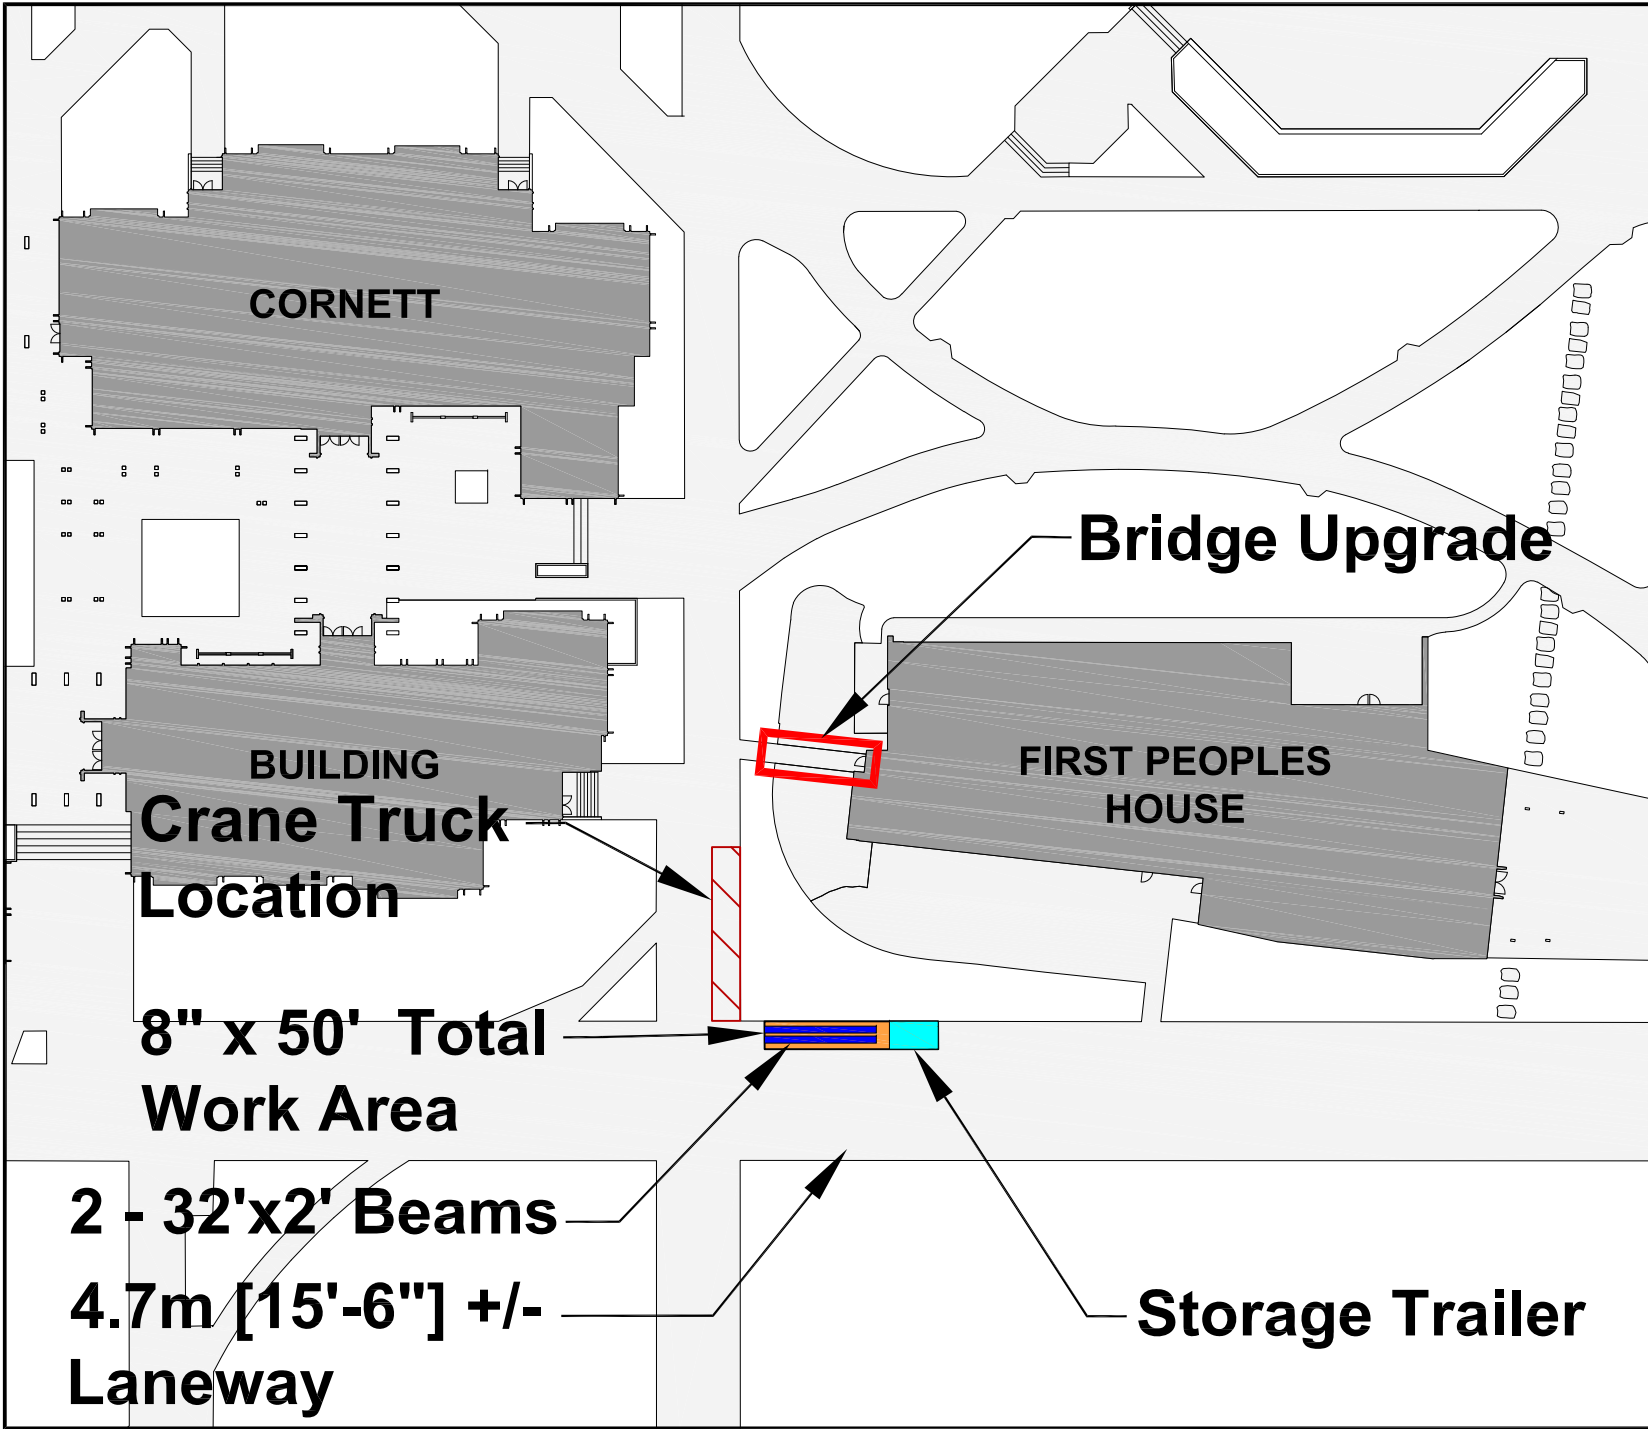 CORNETT
Bridge Upgrade
BUILDING
FIRST PEOPLES
HOUSE
Crane Truck
Location
8" x 50' Total
Work Area
2 - 32'x2' Beams
4.7m [15'-6"] +/-
Laneway
Storage Trailer